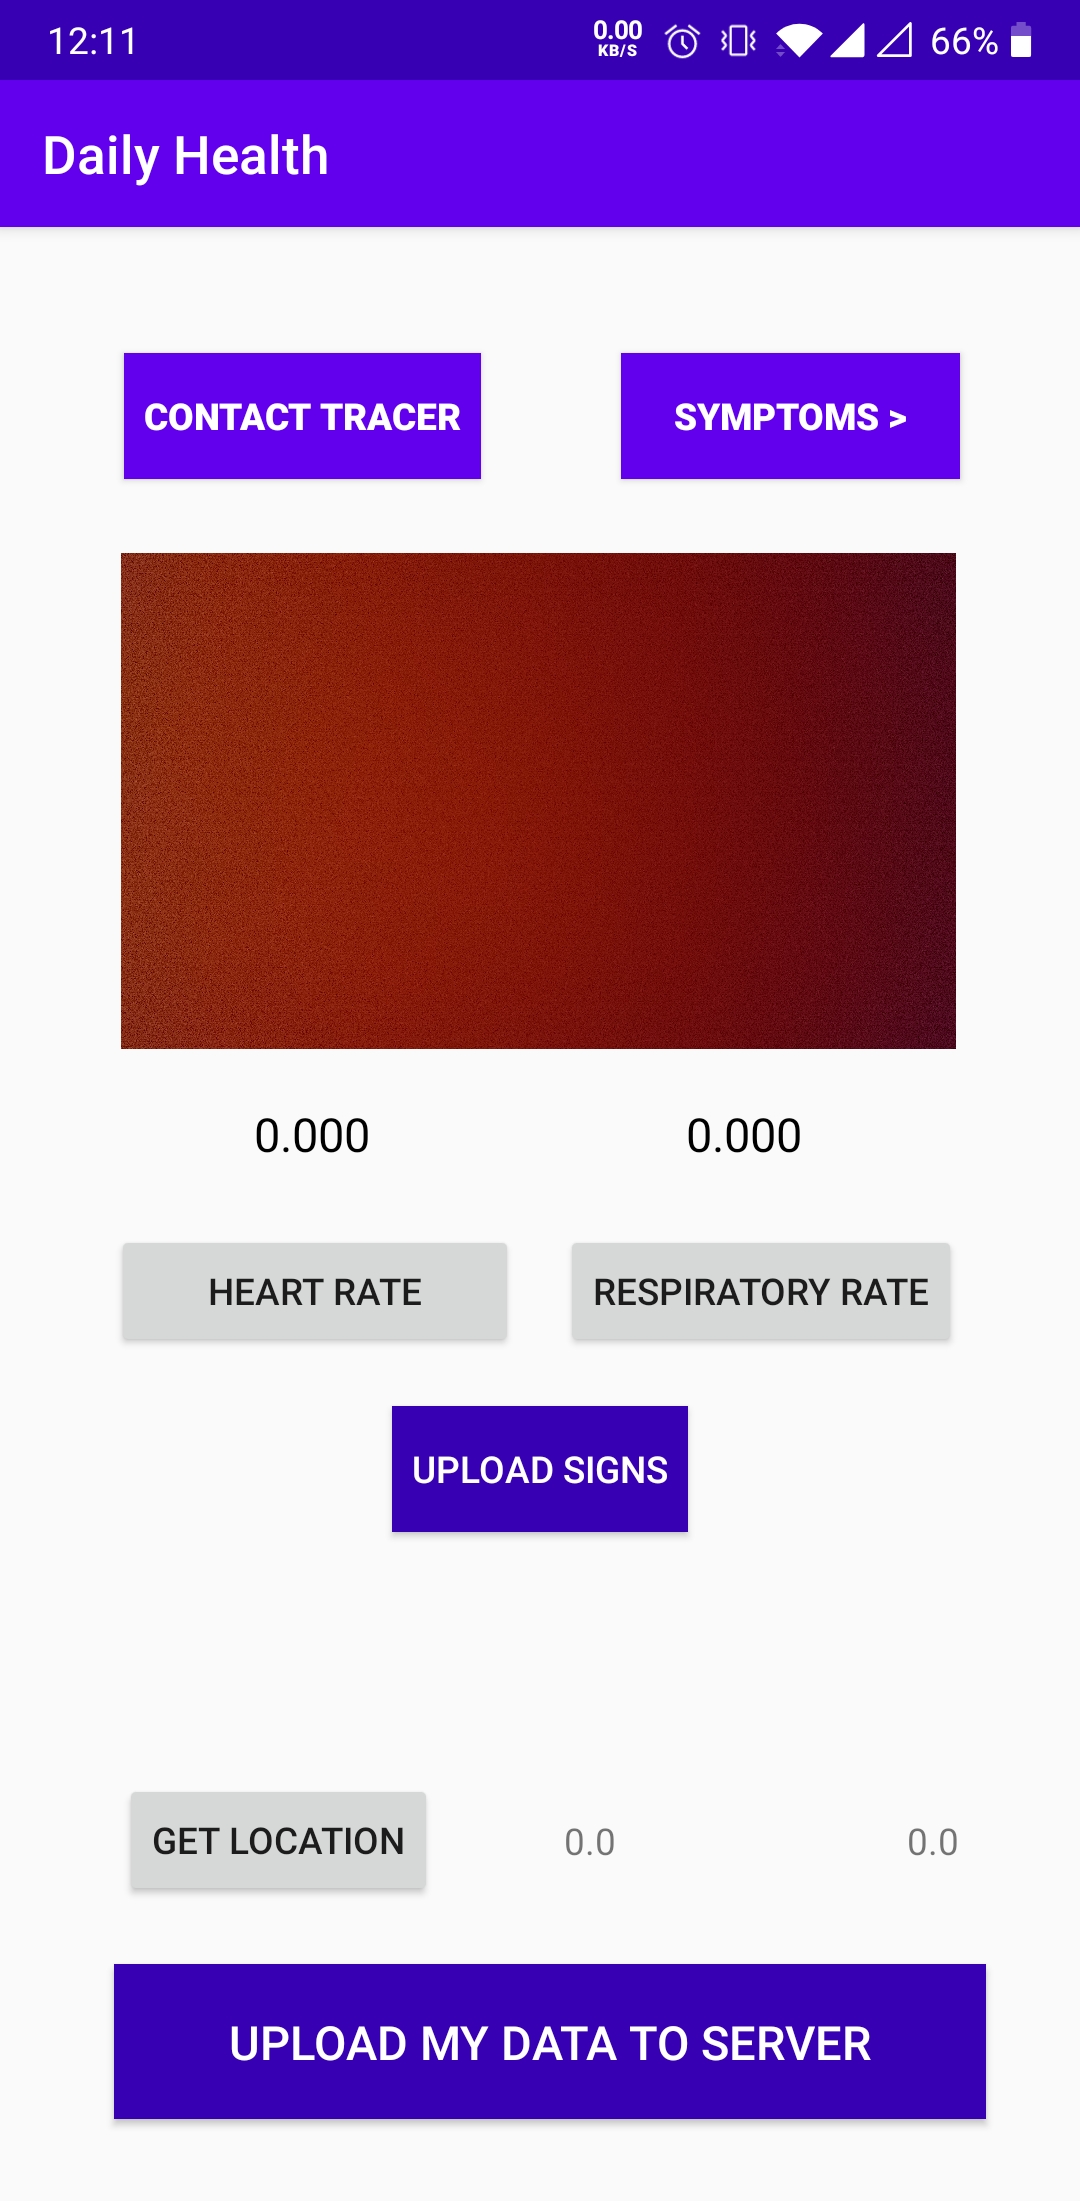 12:11
0.00
KB/S
66%
Daily Health
CONTACT TRACER
SYMPTOMS >
0.000
0.000
HEART RATE
RESPIRATORY RATE
UPLOAD SIGNS
GET LOCATION
0.0
0.0
UPLOAD MY DATA TO SERVER